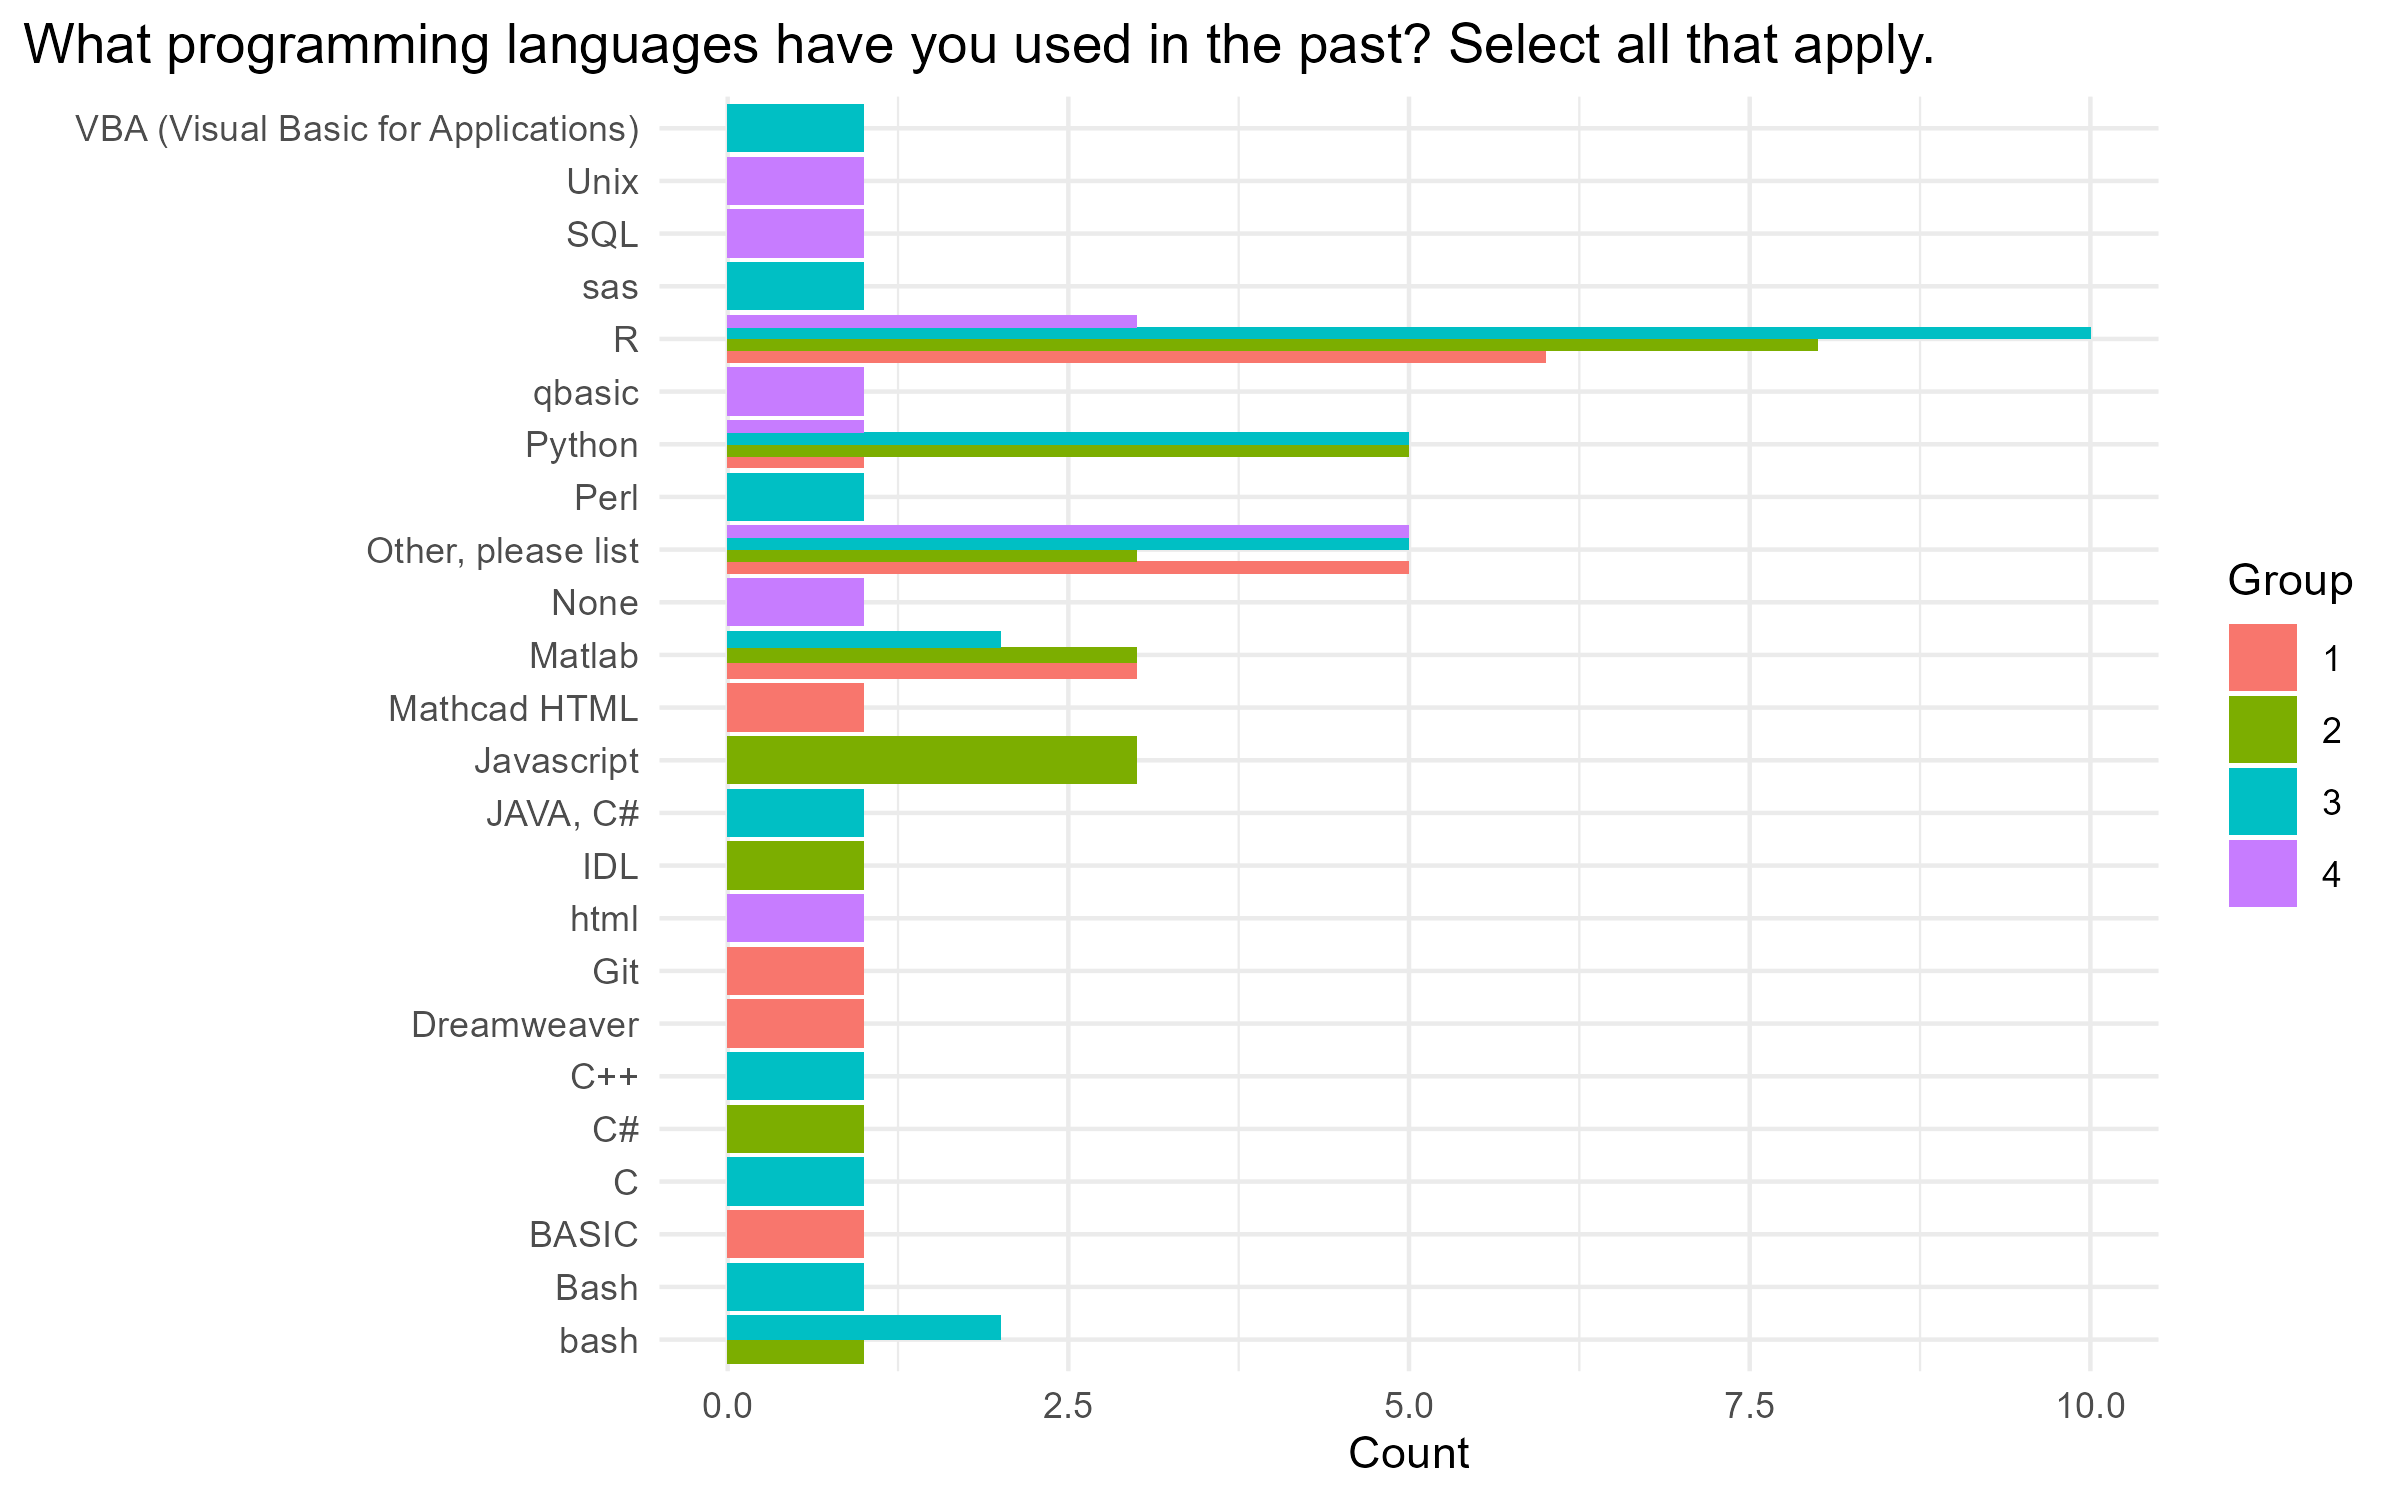 What programming languages have you used in the past? Select all that apply.
VBA (Visual Basic for Applications)
Unix
SQL
sas
R
qbasic
Python
Perl
Other, please list
None
Matlab
Mathcad HTML
Javascript
JAVA, C#
IDL
html
Git
Dreamweaver
C++
C#
C
BASIC
Bash
bash
0.0 2.5 5.0 7.5 10.0
Count
Group
1
2
3
4